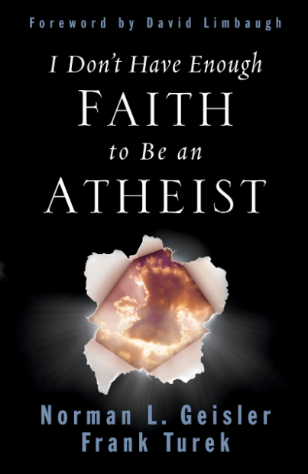 Foreword by David Limbaugh
I Don't Have Enough
FAITH
to Be an
ATHEIST
Norman L. Geisler
Frank Turek